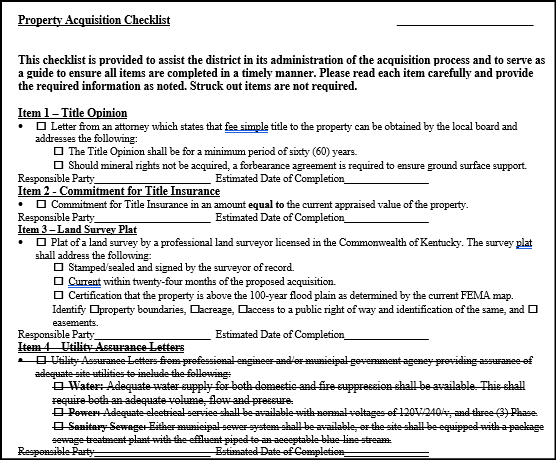 Property Acquisition Checklist ____________________
This checklist is provided to assist the district in its administration of the acquisition process and to serve as
a guide to ensure all items are completed in a timely manner. Please read each item carefully and provide
the required information as noted. Struck out items are not required.
Item 1 – Title Opinion
• ☐ Letter from an attorney which states that fee simple title to the property can be obtained by the local board and
addresses the following:
☐ The Title Opinion shall be for a minimum period of sixty (60) years.
☐ Should mineral rights not be acquired, a forbearance agreement is required to ensure ground surface support.
Responsible Party____________________ Estimated Date of Completion________________
Item 2 - Commitment for Title Insurance
• ☐ Commitment for Title Insurance in an amount equal to the current appraised value of the property.
Responsible Party____________________ Estimated Date of Completion________________
Item 3 – Land Survey Plat
• ☐ Plat of a land survey by a professional land surveyor licensed in the Commonwealth of Kentucky. The survey plat
shall address the following:
☐ Stamped/sealed and signed by the surveyor of record.
☐ Current within twenty-four months of the proposed acquisition.
☐ Certification that the property is above the 100-year flood plain as determined by the current FEMA map.
Identify ☐property boundaries, ☐acreage, ☐access to a public right of way and identification of the same, and ☐
easements.
Responsible Party____________________ Estimated Date of Completion________________
Item 4 – Utility Assurance Letters
• ☐ Utility Assurance Letters from professional engineer and/or municipal government agency providing assurance of
adequate site utilities to include the following:
☐ Water: Adequate water supply for both domestic and fire suppression shall be available. This shall
require both an adequate volume, flow and pressure.
☐ Power: Adequate electrical service shall be available with normal voltages of 120V/240/v, and three (3) Phase.
☐ Sanitary Sewage: Either municipal sewer system shall be available, or the site shall be equipped with a package
sewage treatment plant with the effluent piped to an acceptable blue-line stream.
Responsible Party____________________ Estimated Date of Completion________________